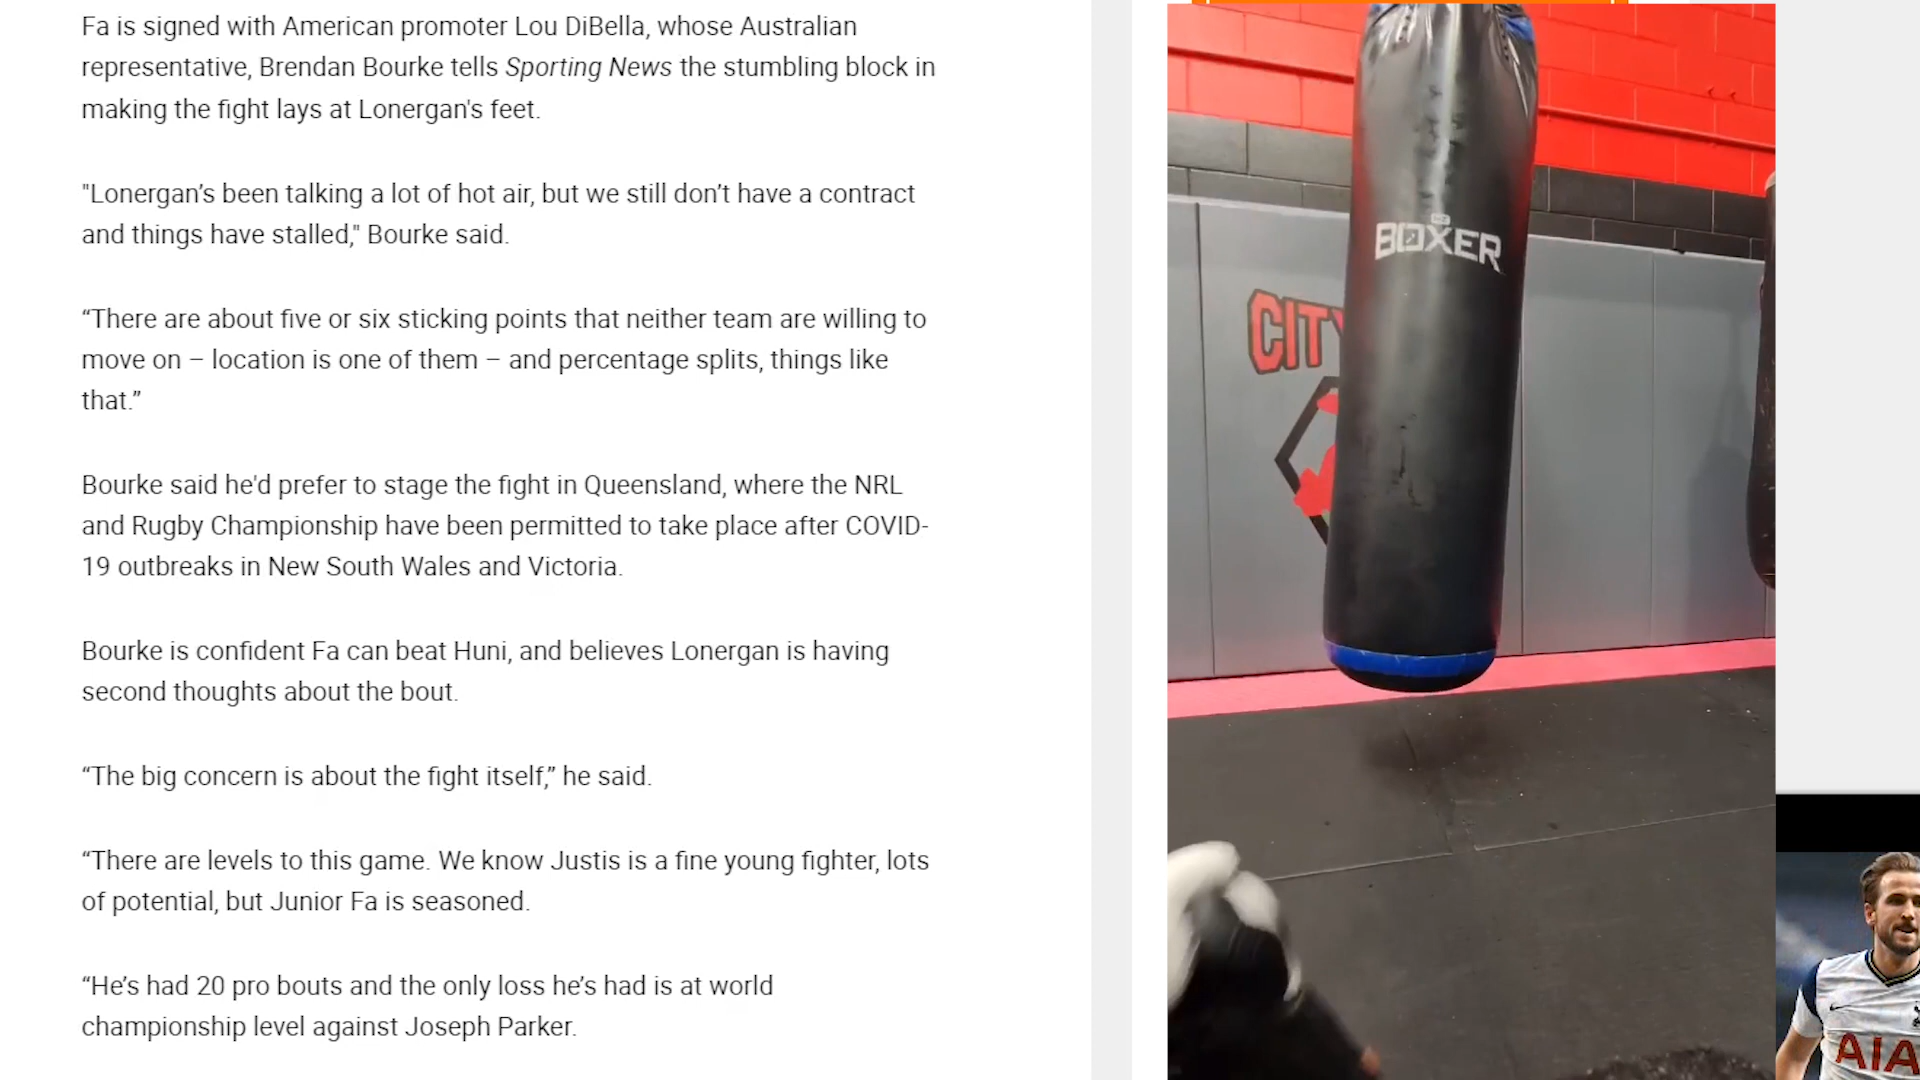 Fa is signed with American promoter Lou DiBella, whose Australian
representative, Brendan Bourke tells Sporting News the stumbling block in
making the fight lays at Lonergan's feet.
"Lonergan’s been talking a lot of hot air, but we still don’t have a contract
and things have stalled," Bourke said.
“There are about five or six sticking points that neither team are willing to
move on – location is one of them – and percentage splits, things like
that.”
Bourke said he'd prefer to stage the fight in Queensland, where the NRL
and Rugby Championship have been permitted to take place after COVID-
19 outbreaks in New South Wales and Victoria.
Bourke is confident Fa can beat Huni, and believes Lonergan is having
second thoughts about the bout.
“The big concern is about the fight itself,” he said.
“There are levels to this game. We know Justis is a fine young fighter, lots
of potential, but Junior Fa is seasoned.
“He’s had 20 pro bouts and the only loss he’s had is at world
championship level against Joseph Parker.
BOXER
CITY
AIA